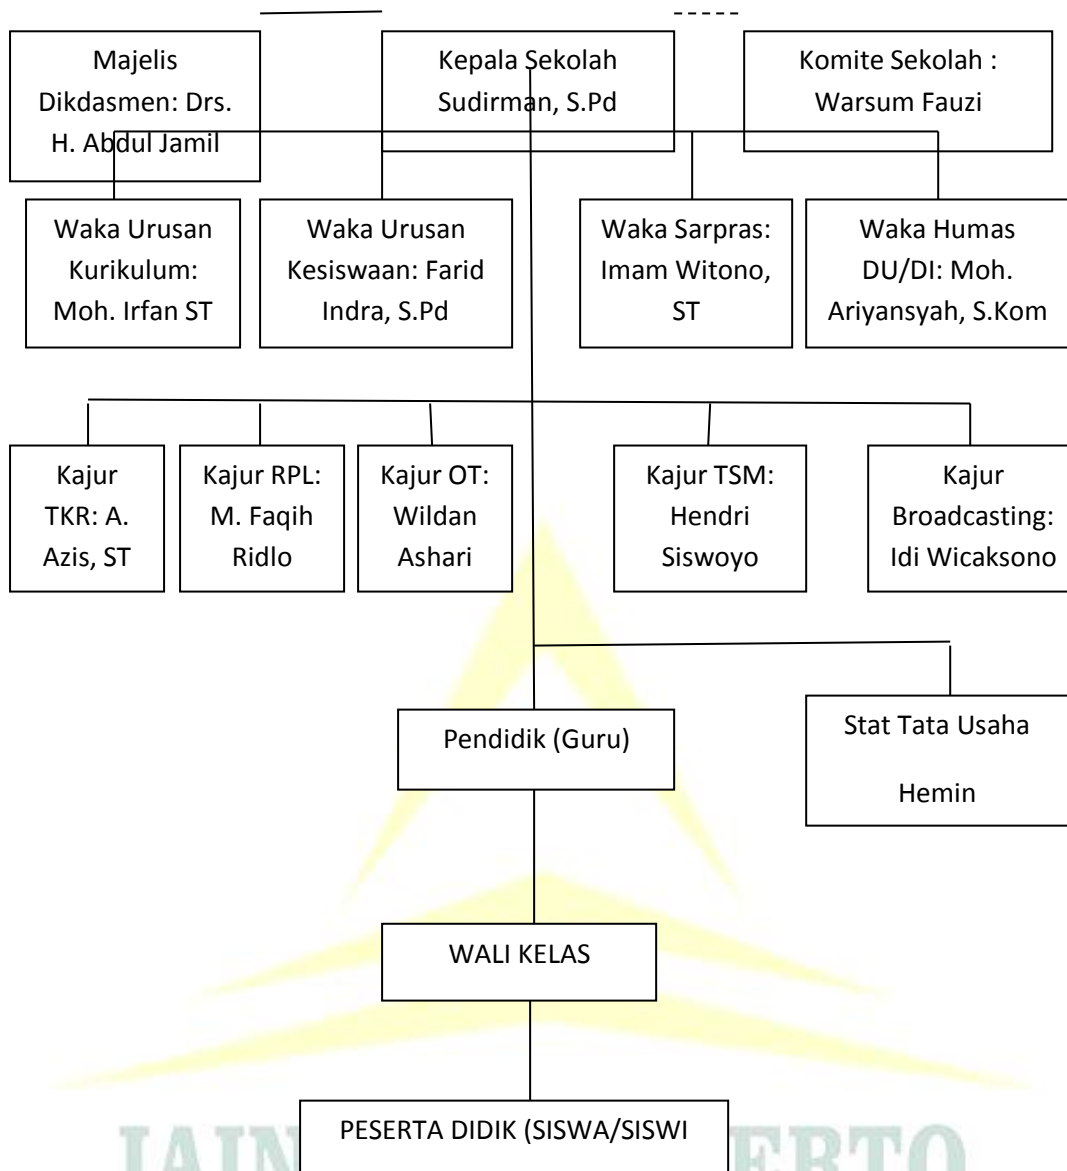 Majelis
Dikdasmen: Drs.
H. Abdul Jamil
Kepala Sekolah
Sudirman, S.Pd
Komite Sekolah :
Warsum Fauzi
Waka Urusan
Kurikulum:
Moh. Irfan ST
Waka Urusan
Kesiswaan: Farid
Indra, S.Pd
Waka Sarpras:
Imam Witono,
ST
Waka Humas
DU/DI: Moh.
Ariyansyah, S.Kom
Kajur
TKR: A.
Azis, ST
Kajur RPL:
M. Faqih
Ridlo
Kajur OT:
Wildan
Ashari
Kajur TSM:
Hendri
Siswoyo
Kajur
Broadcasting:
Idi Wicaksono
Pendidik (Guru)
Stat Tata Usaha
Hemin
WALI KELAS
PESERTA DIDIK (SISWA/SISWI
IAIN